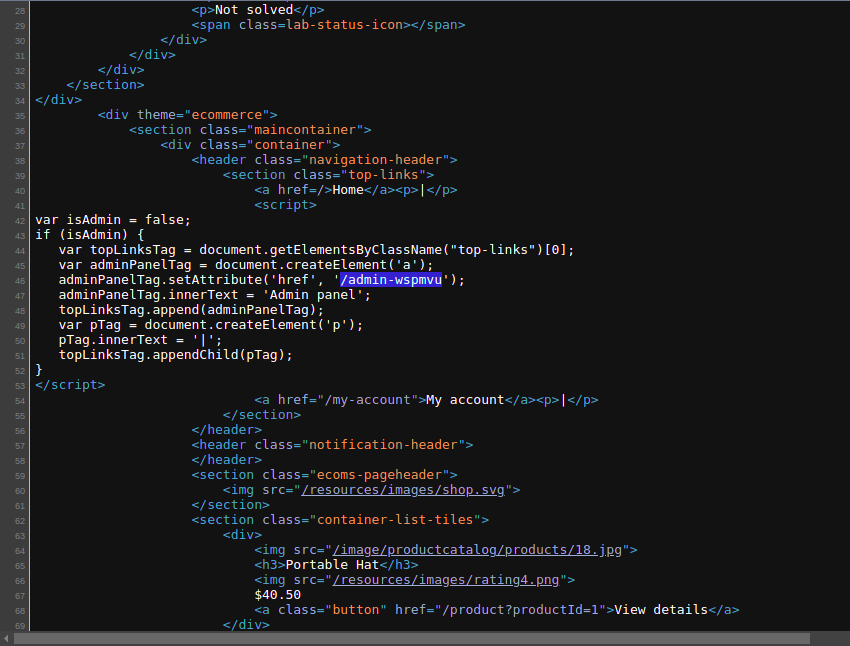 28 <p>Not solved</p>
29 <span class=lab-status-icon></span>
30 </div>
31 </div>
32 </div>
33 </section>
34 </div>
35 <div theme="ecommerce">
36 <section class="maincontainer">
37 <div class="container">
38 <header class="navigation-header">
39 <section class="top-links">
40 <a href=/>Home</a><p>|</p>
41 <script>
42 var isAdmin = false;
43 if (isAdmin) {
44 var topLinksTag = document.getElementsByClassName("top-links")[0];
45 var adminPanelTag = document.createElement('a');
46 adminPanelTag.setAttribute('href', '/admin-wspmvu');
47 adminPanelTag.innerText = 'Admin panel';
48 topLinksTag.append(adminPanelTag);
49 var pTag = document.createElement('p');
50 pTag.innerText = '|';
51 topLinksTag.appendChild(pTag);
52 }
53 </script>
54 <a href="/my-account">My account</a><p>|</p>
55 </section>
56 </header>
57 <header class="notification-header">
58 </header>
59 <section class="ecoms-pageheader">
60 <img src="/resources/images/shop.svg">
61 </section>
62 <section class="container-list-tiles">
63 <div>
64 <img src="/image/productcatalog/products/18.jpg">
65 <h3>Portable Hat</h3>
66 <img src="/resources/images/rating4.png">
67 $40.50
68 <a class="button" href="/product?productId=1">View details</a>
69 </div>